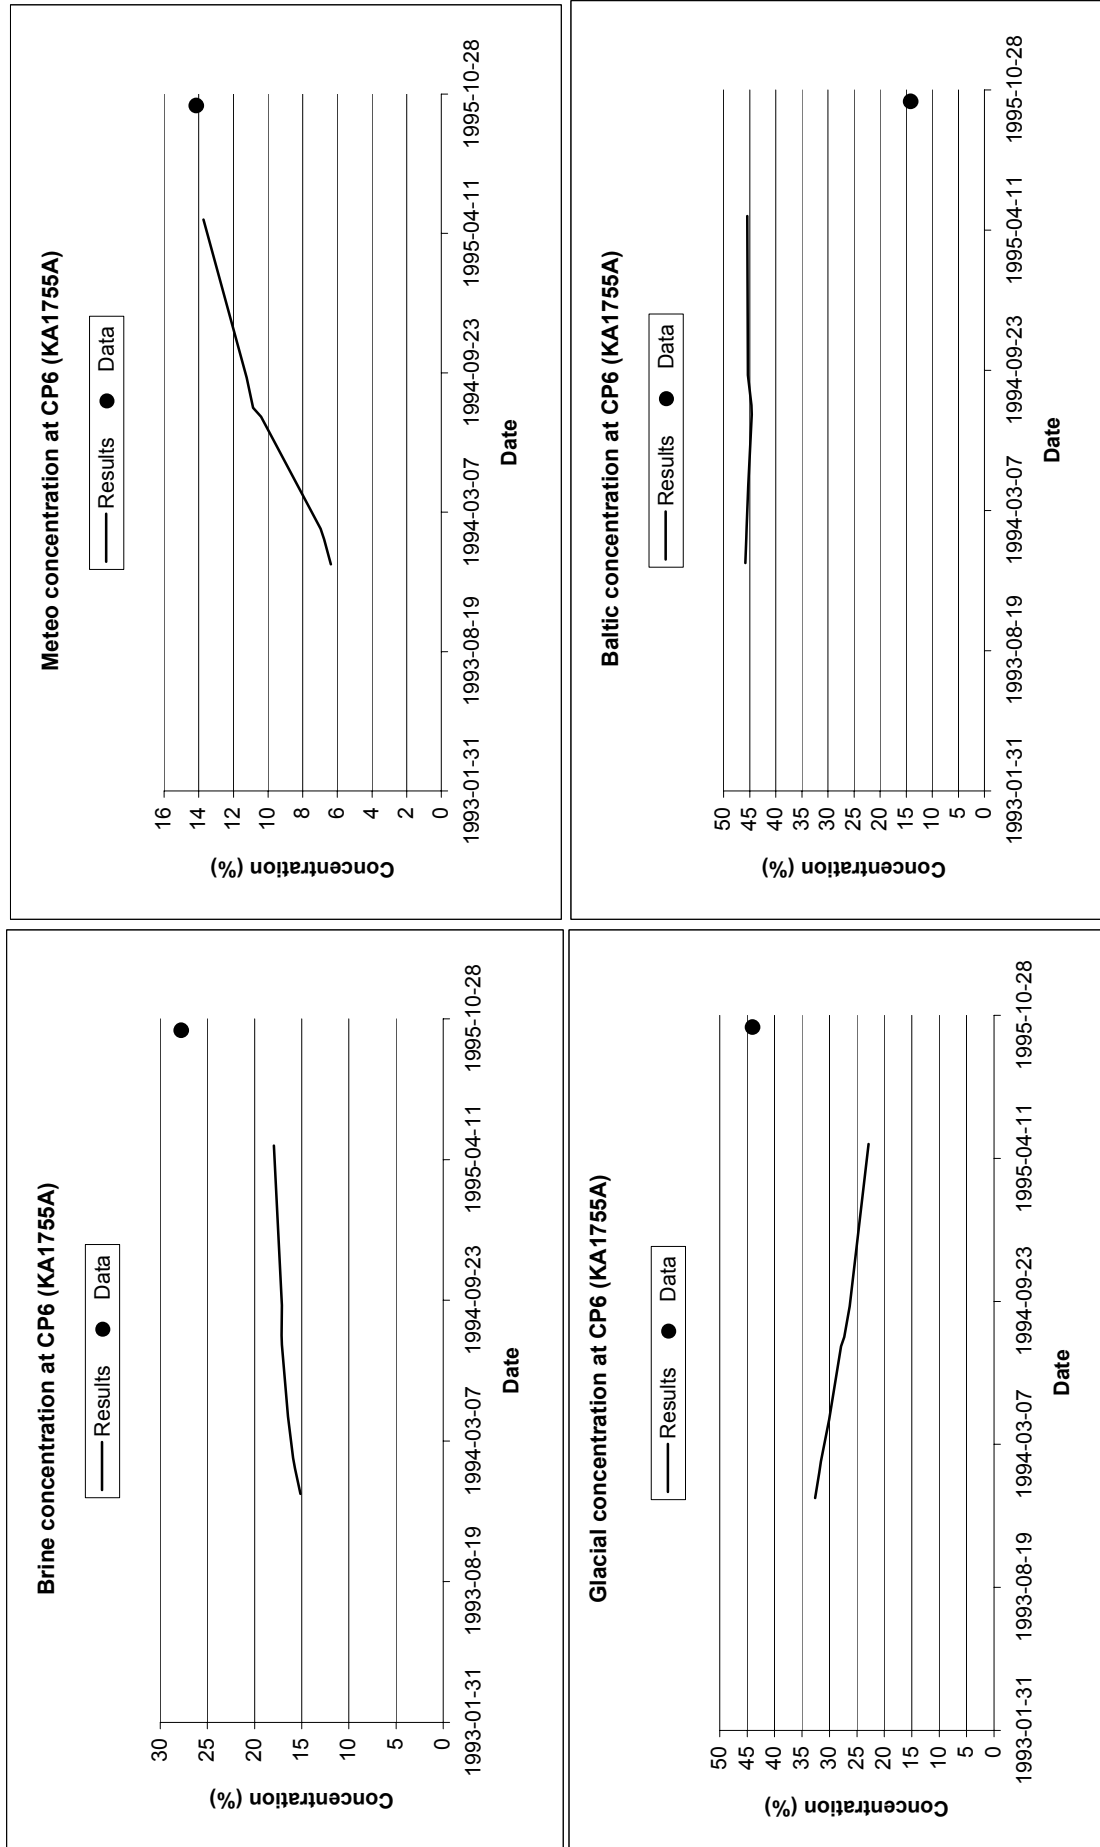 Brine concentration at CP6 (KA1755A)
Results Data
30
25
20
15
10
5
0
Concentration (%)
1993-01-31 1993-08-19 1994-03-07 1994-09-23 1995-04-11 1995-10-28
Date
Meteo concentration at CP6 (KA1755A)
Results Data
16
14
12
10
8
6
4
2
0
Concentration (%)
1993-01-31 1993-08-19 1994-03-07 1994-09-23 1995-04-11 1995-10-28
Date
Glacial concentration at CP6 (KA1755A)
Results Data
50
45
40
35
30
25
20
15
10
5
0
Concentration (%)
1993-01-31 1993-08-19 1994-03-07 1994-09-23 1995-04-11 1995-10-28
Date
Baltic concentration at CP6 (KA1755A)
Results Data
50
45
40
35
30
25
20
15
10
5
0
Concentration (%)
1993-01-31 1993-08-19 1994-03-07 1994-09-23 1995-04-11 1995-10-28
Date